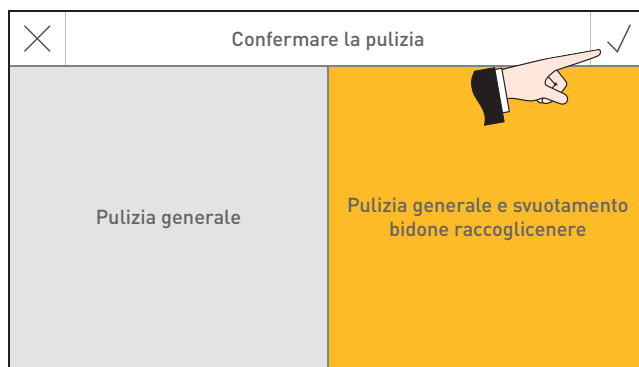 Confermare la pulizia
Pulizia generale
Pulizia generale e svuotamento
bidone raccoglicenere